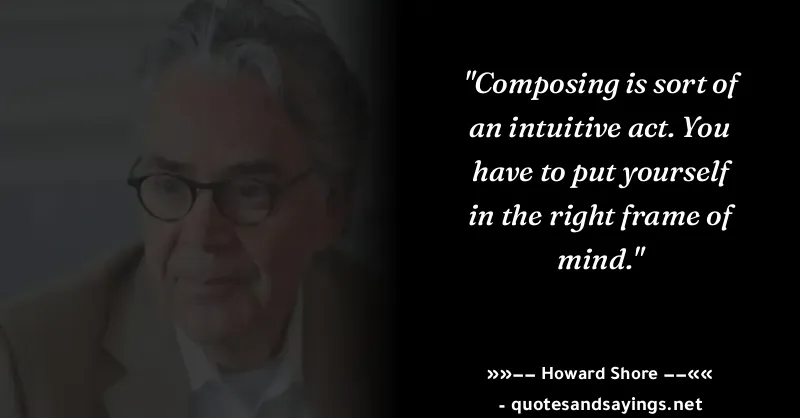 "Composing is sort of
an intuitive act. You
have to put yourself
in the right frame of
mind."
»»−− Howard Shore −−««
- quotesandsayings.net